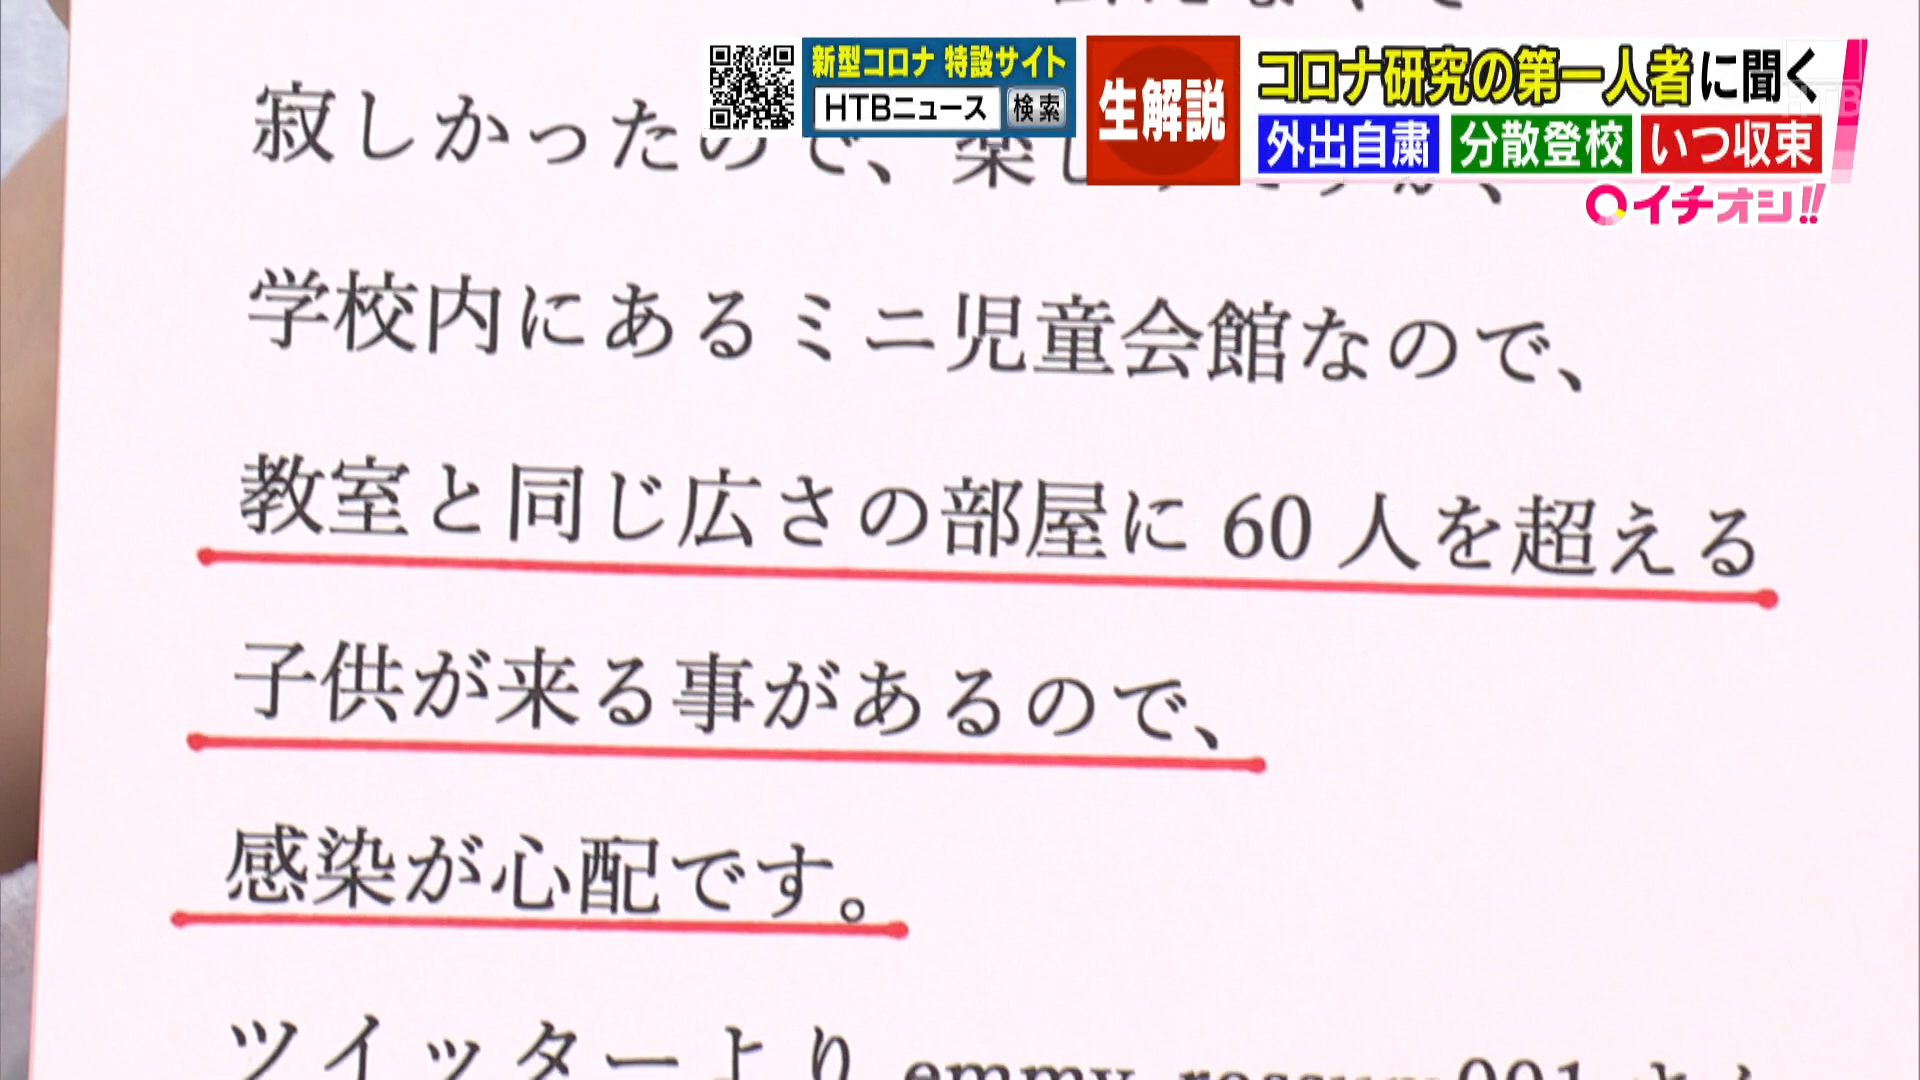 新型コロナ 特設サイト
HTBニュース 検索
生解説
コロナ研究の第一人者に聞く
外出自粛 分散登校 いつ収束
イチオシ!!
寂しかったので、楽し
学校内にあるミニ児童会館なので、
教室と同じ広さの部屋に 60 人を超える
子供が来る事があるので、
感染が心配です。
ツイッターより